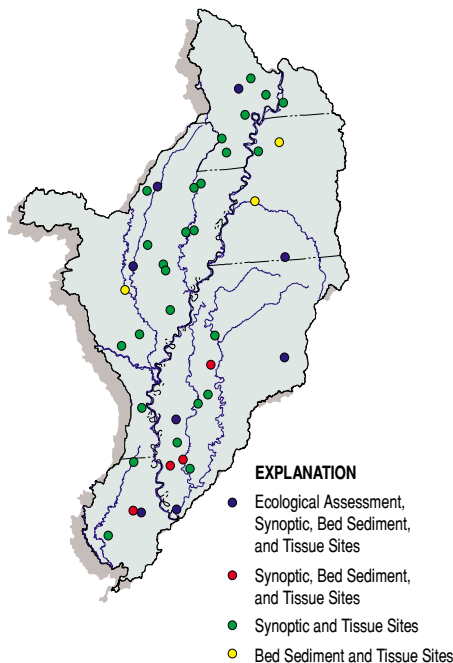 EXPLANATION
Ecological Assessment,
Synoptic, Bed Sediment,
and Tissue Sites
Synoptic, Bed Sediment,
and Tissue Sites
Synoptic and Tissue Sites
Bed Sediment and Tissue Sites